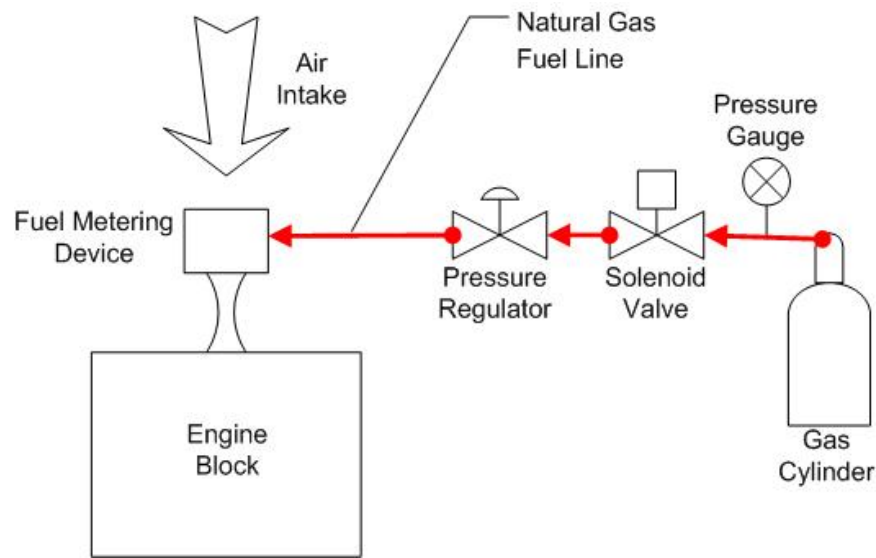 Natural Gas
Fuel Line
Air
Intake
Pressure
Gauge
Fuel Metering
Device
Pressure
Regulator
Solenoid
Valve
Engine
Block
Gas
Cylinder